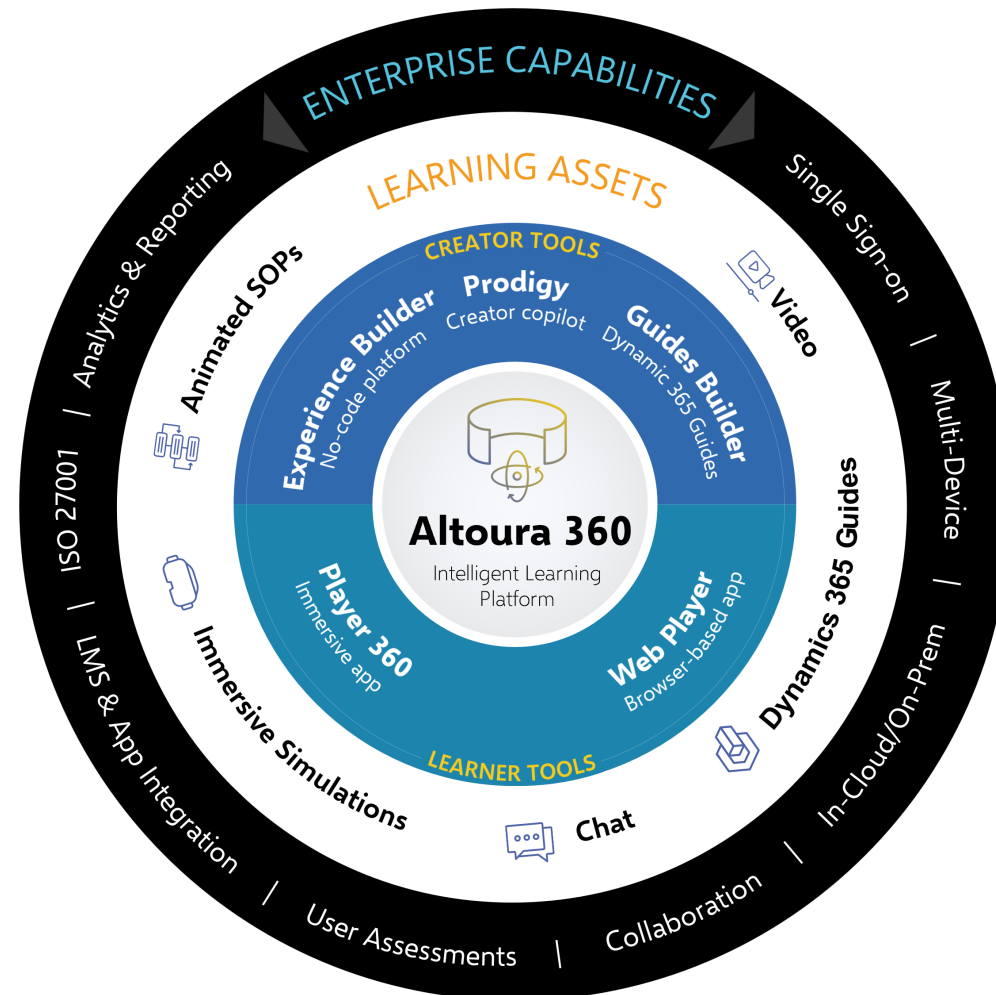 ENTERPRISE CAPABILITIES
Single Sign-on
|
Multi-Device
|
In-Cloud/On-Prem
|
Collaboration
|
User Assessments
|
LMS & App Integration
|
ISO 27001
|
Analytics & Reporting
LEARNING ASSETS
Video
Dynamics 365 Guides
Chat
Immersive Simulations
Animated SOPs
CREATOR TOOLS
Experience Builder
No-code platform
Prodigy
Creator copilot
Guides Builder
Dynamic 365 Guides
Altoura 360
Intelligent Learning
Platform
Player 360
Immersive app
Web Player
Browser-based app
LEARNER TOOLS